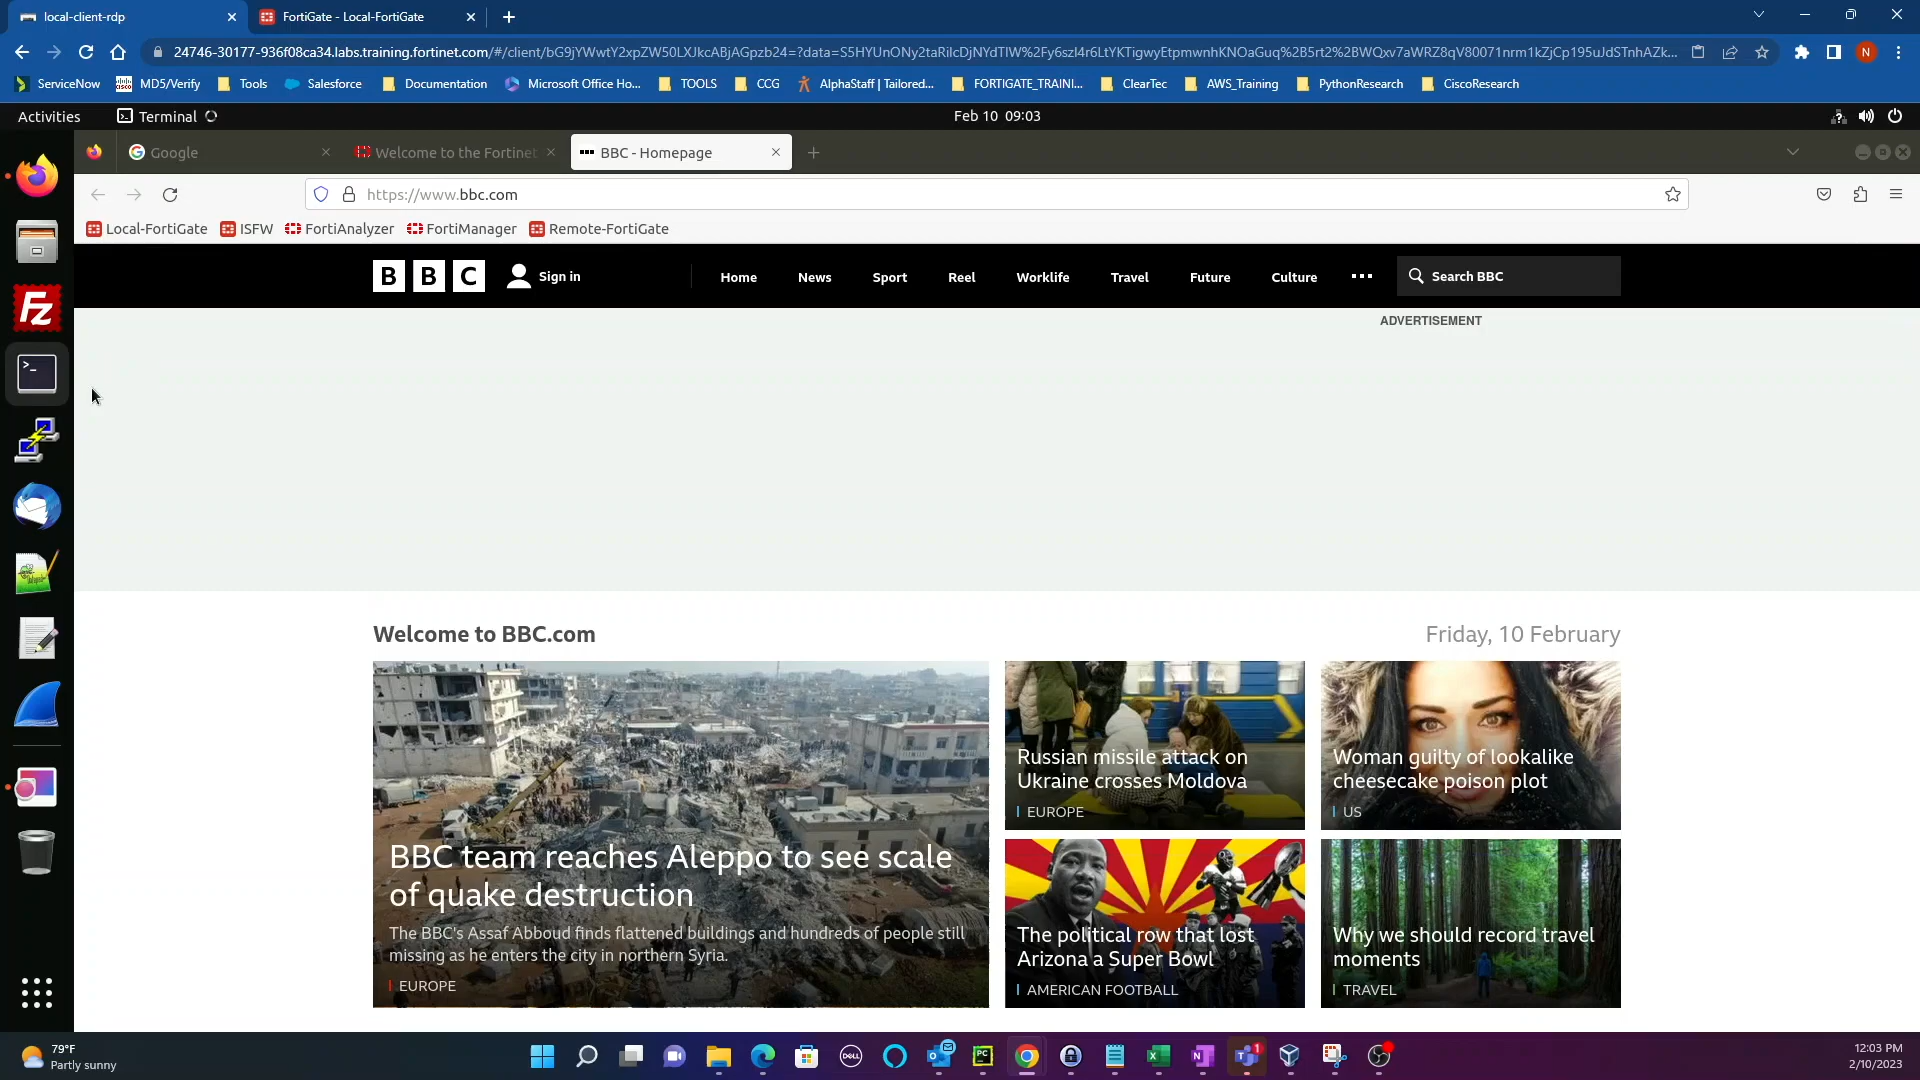 local-client-rdp
FortiGate - Local-FortiGate
24746-30177-936f08ca34.labs.training.fortinet.com/#/client/
ServiceNow
MD5/Verify
Tools
Salesforce
Documentation
Microsoft Office Ho...
TOOLS
CCG
AlphaStaff | Tailored...
FORTIGATE_TRAINI...
ClearTec
AWS_Training
PythonResearch
CiscoResearch
Activities
Terminal
Feb 10 09:03
Google
Welcome to the Fortinet
BBC - Homepage
https://www.bbc.com
Local-FortiGate
ISFW
FortiAnalyzer
FortiManager
Remote-FortiGate
BBC
Sign in
Home
News
Sport
Reel
Worklife
Travel
Future
Culture
Search BBC
ADVERTISEMENT
Welcome to BBC.com
Friday, 10 February
BBC team reaches Aleppo to see scale
of quake destruction
The BBC's Assaf Abboud finds flattened buildings and hundreds of people still
missing as he enters the city in northern Syria.
EUROPE
Russian missile attack on
Ukraine crosses Moldova
EUROPE
Woman guilty of lookalike
cheesecake poison plot
US
The political row that lost
Arizona a Super Bowl
AMERICAN FOOTBALL
Why we should record travel
moments
TRAVEL
79°F
Partly sunny
12:03 PM
2/10/2023